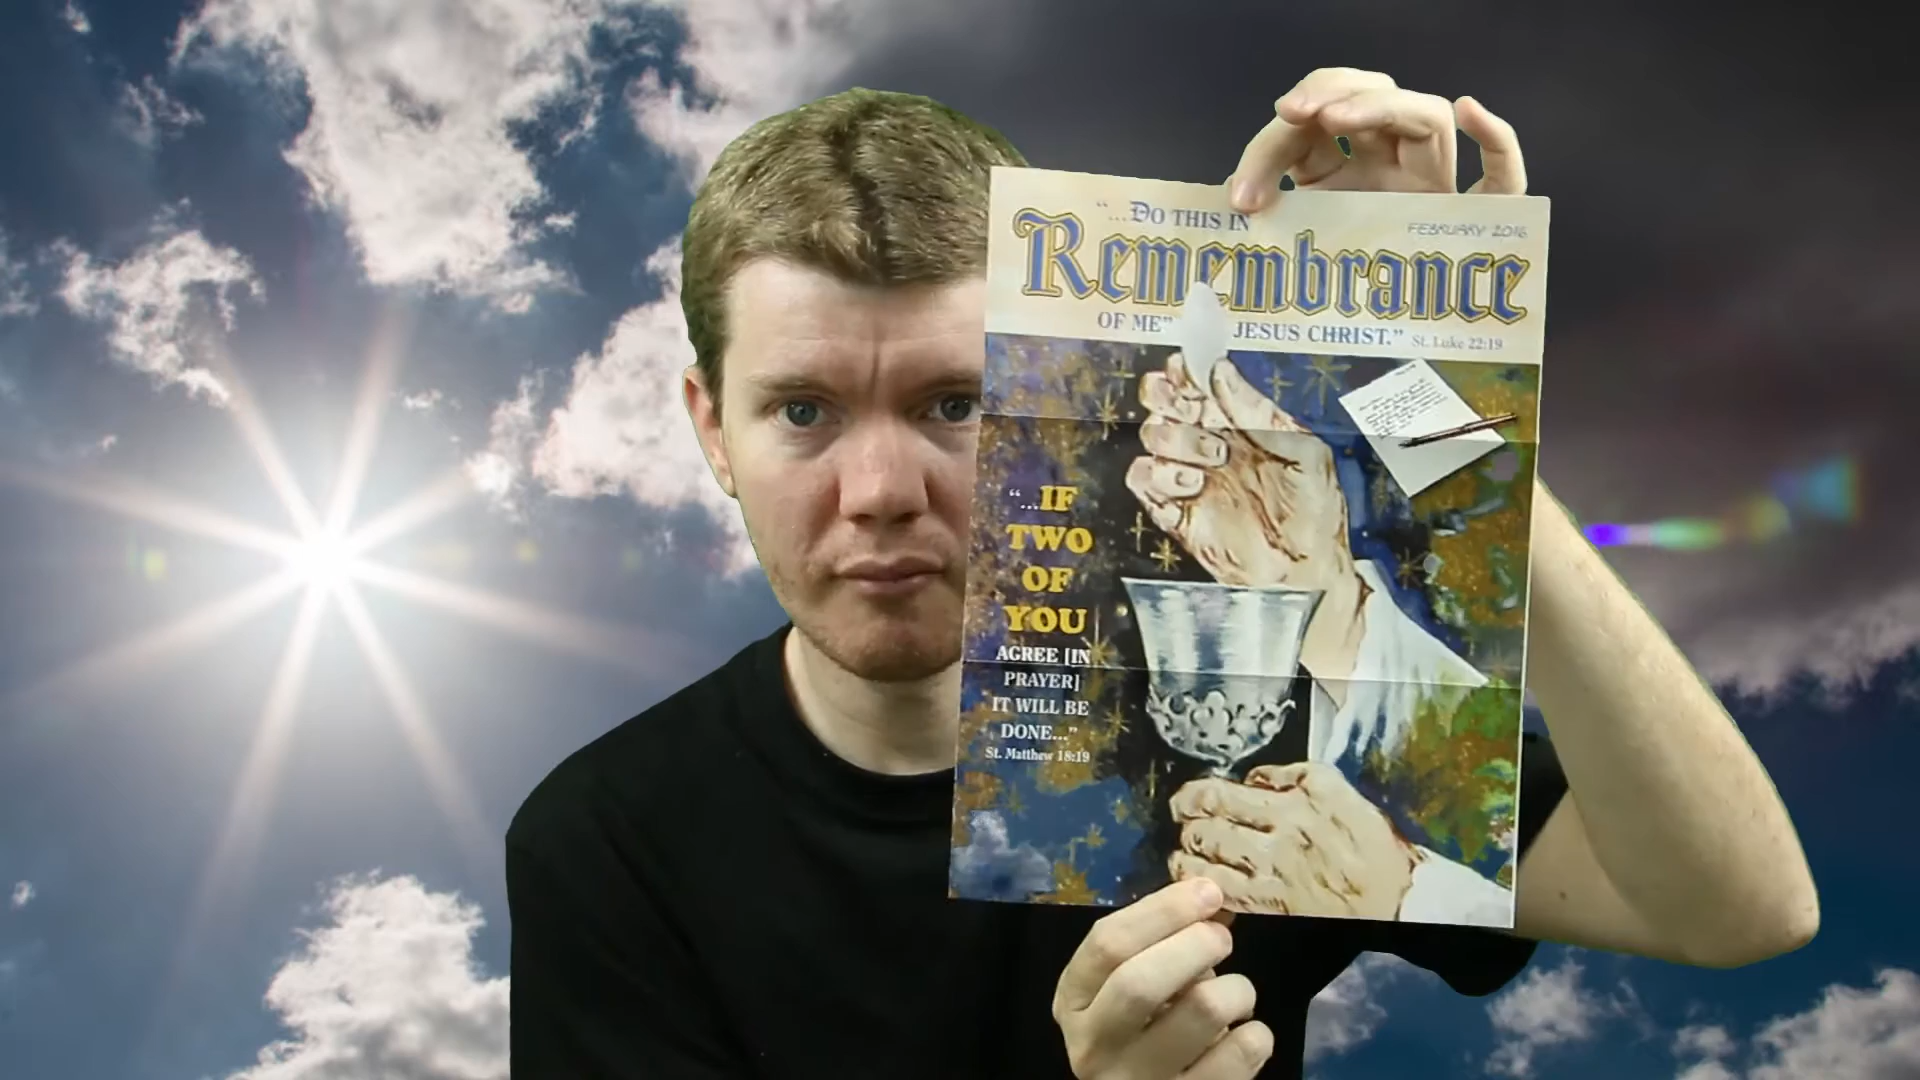 "...DO THIS IN
FEBRUARY 2016
Remembrance
OF ME" JESUS CHRIST." St. Luke 22:19
"...IF
TWO
OF
YOU
AGREE [IN
PRAYER]
IT WILL BE
DONE..."
St. Matthew 18:19